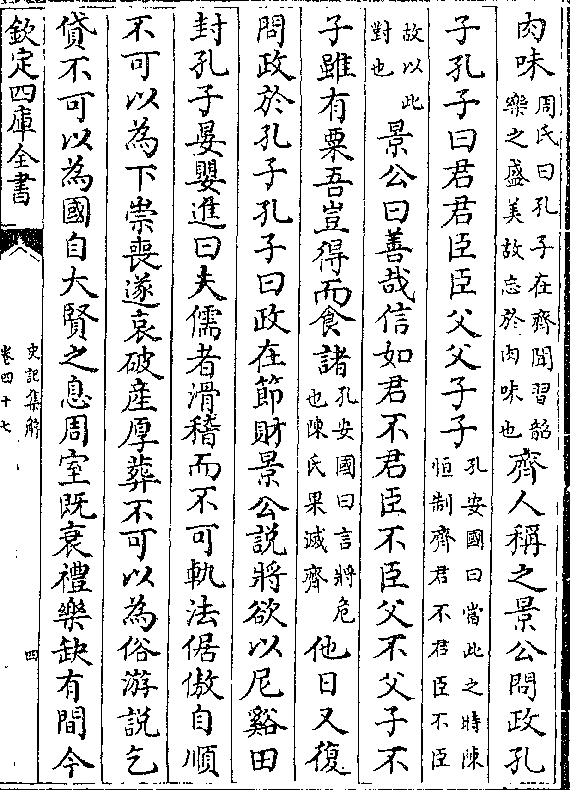 肉味周氏曰孔子在齊聞習韶樂之盛美故忘於肉味也齊人稱之景公問政孔
子孔子曰君君臣臣父父子子孔安國曰當此之時陳恒制齊君不君臣不臣
故以此對也景公曰善哉信如君不君臣不臣父不父子不
子雖有粟吾豈得而食諸孔安國曰言將危也陳氏果滅齊他日又復
問政於孔子孔子曰政在節財景公説將欲以尼谿田
封孔子晏嬰進曰夫儒者滑稽而不可軌法倨傲自順
不可以為下崇喪遂哀破産厚葬不可以為俗游説乞
貸不可以為國自大賢之息周室既衰禮樂缺有間今
欽定四庫全書
史記集解
卷四十七
四